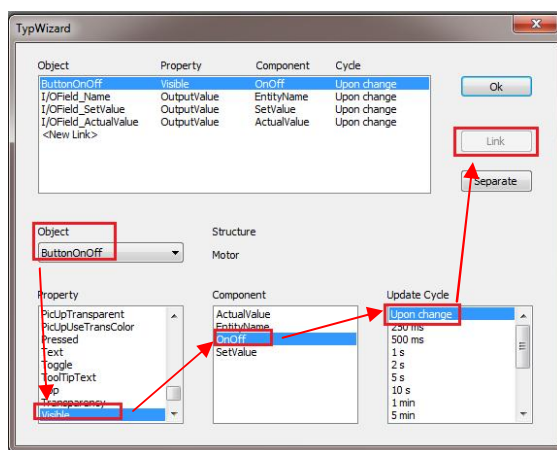 TypWizard
Object Property Component Cycle
ButtonOnOff Visible OnOff Upon change
I/OField_Name OutputValue EntityName Upon change
I/OField_SetValue OutputValue SetValue Upon change
I/OField_ActualValue OutputValue ActualValue Upon change
<New Link>
Ok
Link
Separate
Object Structure
ButtonOnOff Motor
Property Component Update Cycle
PicUpTransparent ActualValue Upon change
PicUpUseTransColor EntityName 250 ms
Pressed OnOff 500 ms
Text SetValue 1 s
Toggle 2 s
ToolTipText 5 s
Top 10 s
Transparency 1 min
Visible 5 min